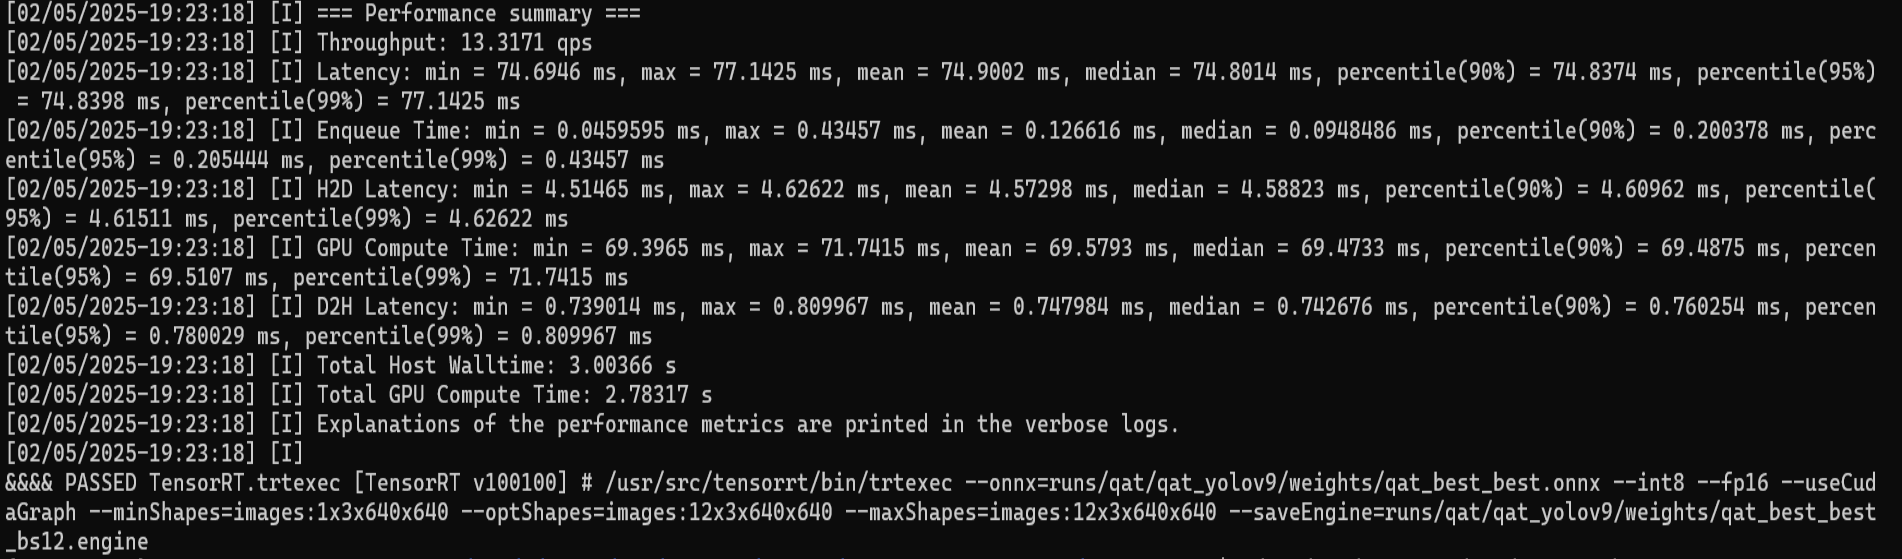 [02/05/2025-19:23:18] [I] === Performance summary ===
[02/05/2025-19:23:18] [I] Throughput: 13.3171 qps
[02/05/2025-19:23:18] [I] Latency: min = 74.6946 ms, max = 77.1425 ms, mean = 74.9002 ms, median = 74.8014 ms, percentile(90%) = 74.8374 ms, percentile(95%)
 = 74.8398 ms, percentile(99%) = 77.1425 ms
[02/05/2025-19:23:18] [I] Enqueue Time: min = 0.0459595 ms, max = 0.43457 ms, mean = 0.126616 ms, median = 0.0948486 ms, percentile(90%) = 0.200378 ms, perc
entile(95%) = 0.205444 ms, percentile(99%) = 0.43457 ms
[02/05/2025-19:23:18] [I] H2D Latency: min = 4.51465 ms, max = 4.62622 ms, mean = 4.57298 ms, median = 4.58823 ms, percentile(90%) = 4.60962 ms, percentile(
95%) = 4.61511 ms, percentile(99%) = 4.62622 ms
[02/05/2025-19:23:18] [I] GPU Compute Time: min = 69.3965 ms, max = 71.7415 ms, mean = 69.5793 ms, median = 69.4733 ms, percentile(90%) = 69.4875 ms, percen
tile(95%) = 69.5107 ms, percentile(99%) = 71.7415 ms
[02/05/2025-19:23:18] [I] D2H Latency: min = 0.739014 ms, max = 0.809967 ms, mean = 0.747984 ms, median = 0.742676 ms, percentile(90%) = 0.760254 ms, percen
tile(95%) = 0.780029 ms, percentile(99%) = 0.809967 ms
[02/05/2025-19:23:18] [I] Total Host Walltime: 3.00366 s
[02/05/2025-19:23:18] [I] Total GPU Compute Time: 2.78317 s
[02/05/2025-19:23:18] [I] Explanations of the performance metrics are printed in the verbose logs.
[02/05/2025-19:23:18] [I]
&&&& PASSED TensorRT.trtexec [TensorRT v100100] # /usr/src/tensorrt/bin/trtexec --onnx=runs/qat/qat_yolov9/weights/qat_best_best.onnx --int8 --fp16 --useCud
aGraph --minShapes=images:1x3x640x640 --optShapes=images:12x3x640x640 --maxShapes=images:12x3x640x640 --saveEngine=runs/qat/qat_yolov9/weights/qat_best_best
_bs12.engine